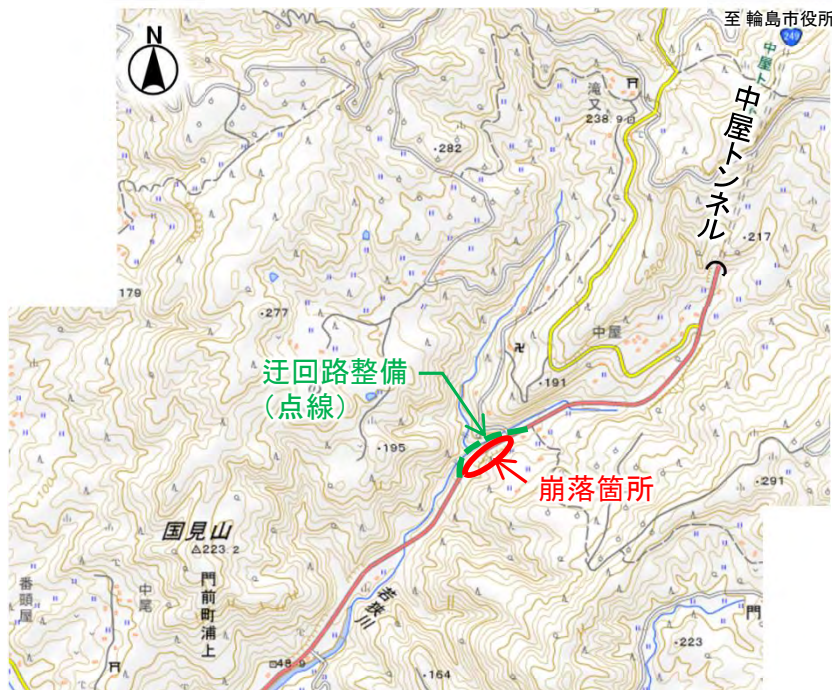 至 輪島市役所
N
249
中屋ト
中屋トンネル
滝又
238.9
・282
・217
179
・277
中屋
卍
・191
迂回路整備
(点線)
・195
崩落箇所
・291
国見山
△223.2
100
番頭屋
中尾
門前町浦上
若狭川
門
・223
48.9
・164